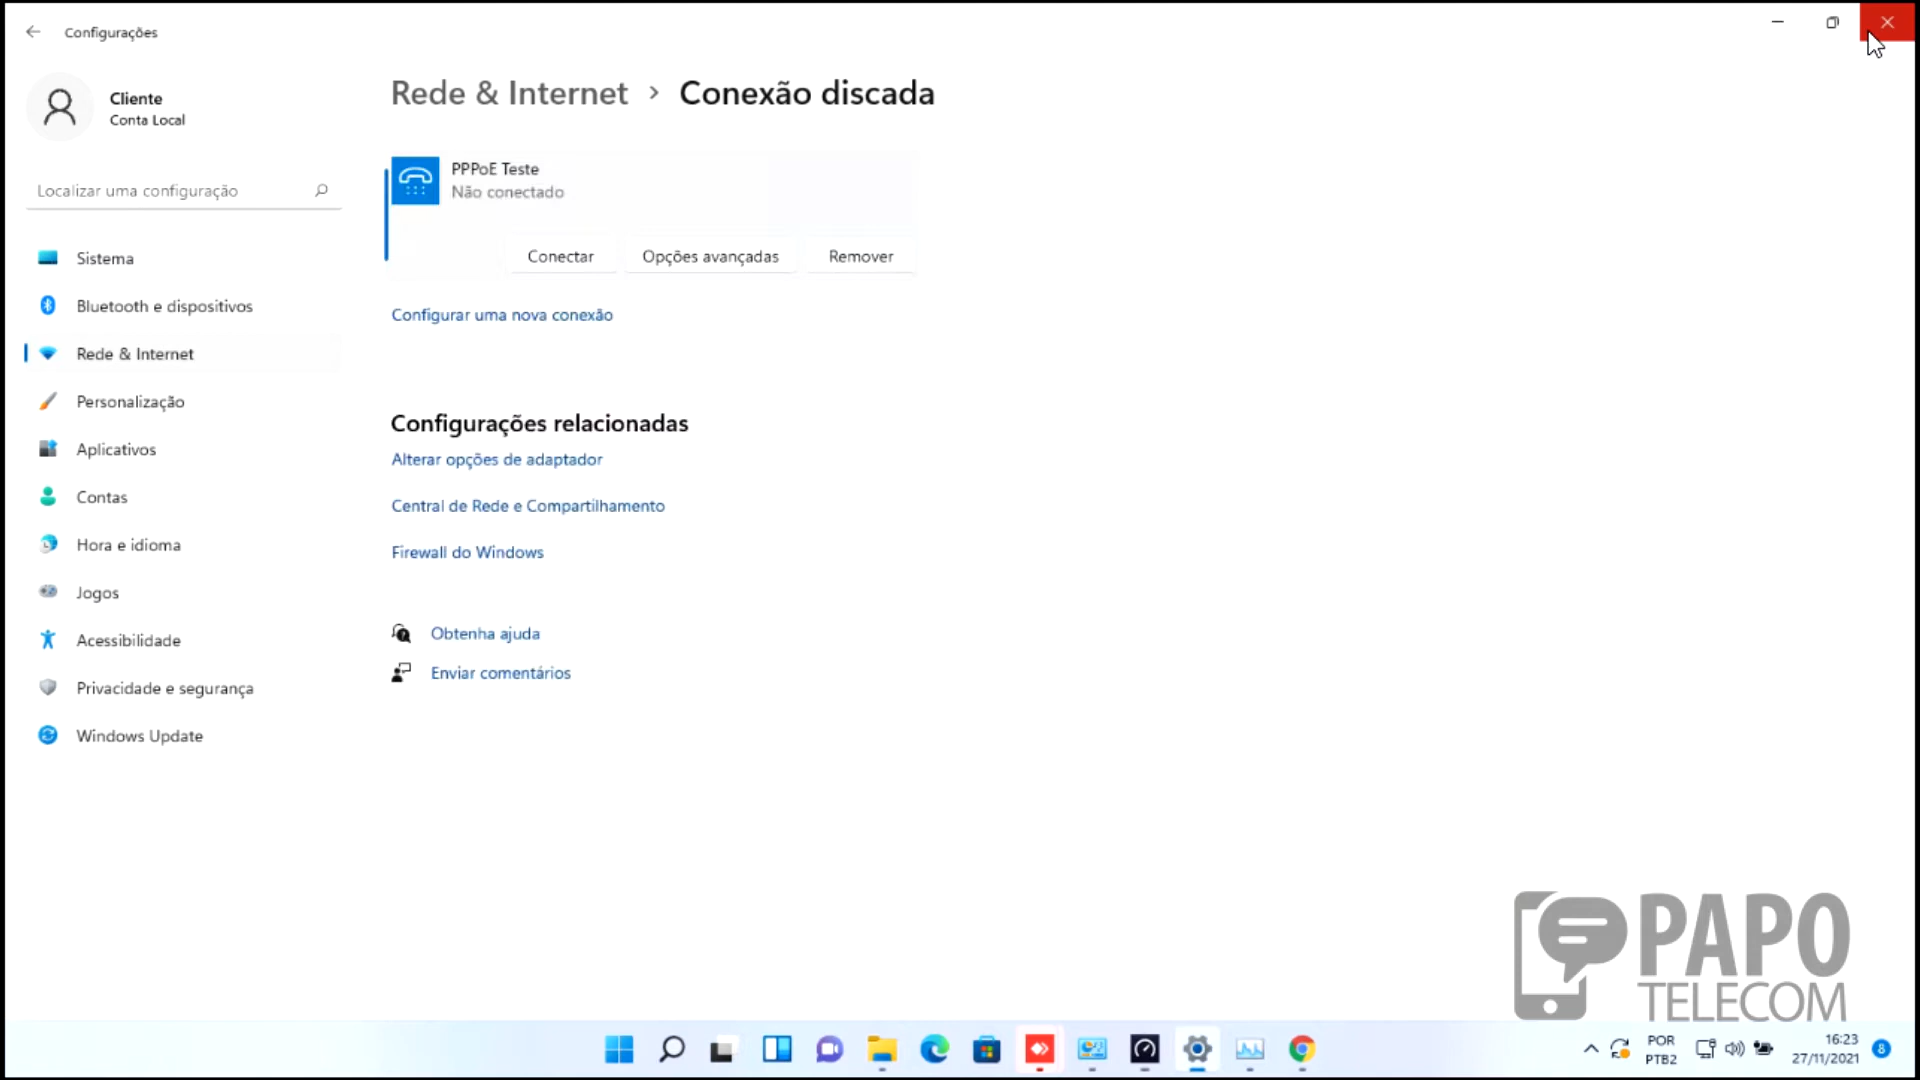 Configurações
Cliente
Conta Local
Localizar uma configuração
Sistema
Bluetooth e dispositivos
Rede & Internet
Personalização
Aplicativos
Contas
Hora e idioma
Jogos
Acessibilidade
Privacidade e segurança
Windows Update
Rede & Internet > Conexão discada
PPPoE Teste
Não conectado
Conectar Opções avançadas Remover
Configurar uma nova conexão
Configurações relacionadas
Alterar opções de adaptador
Central de Rede e Compartilhamento
Firewall do Windows
Obtenha ajuda
Enviar comentários
PAPO
TELECOM
POR
PTB2
16:23
27/11/2021
8